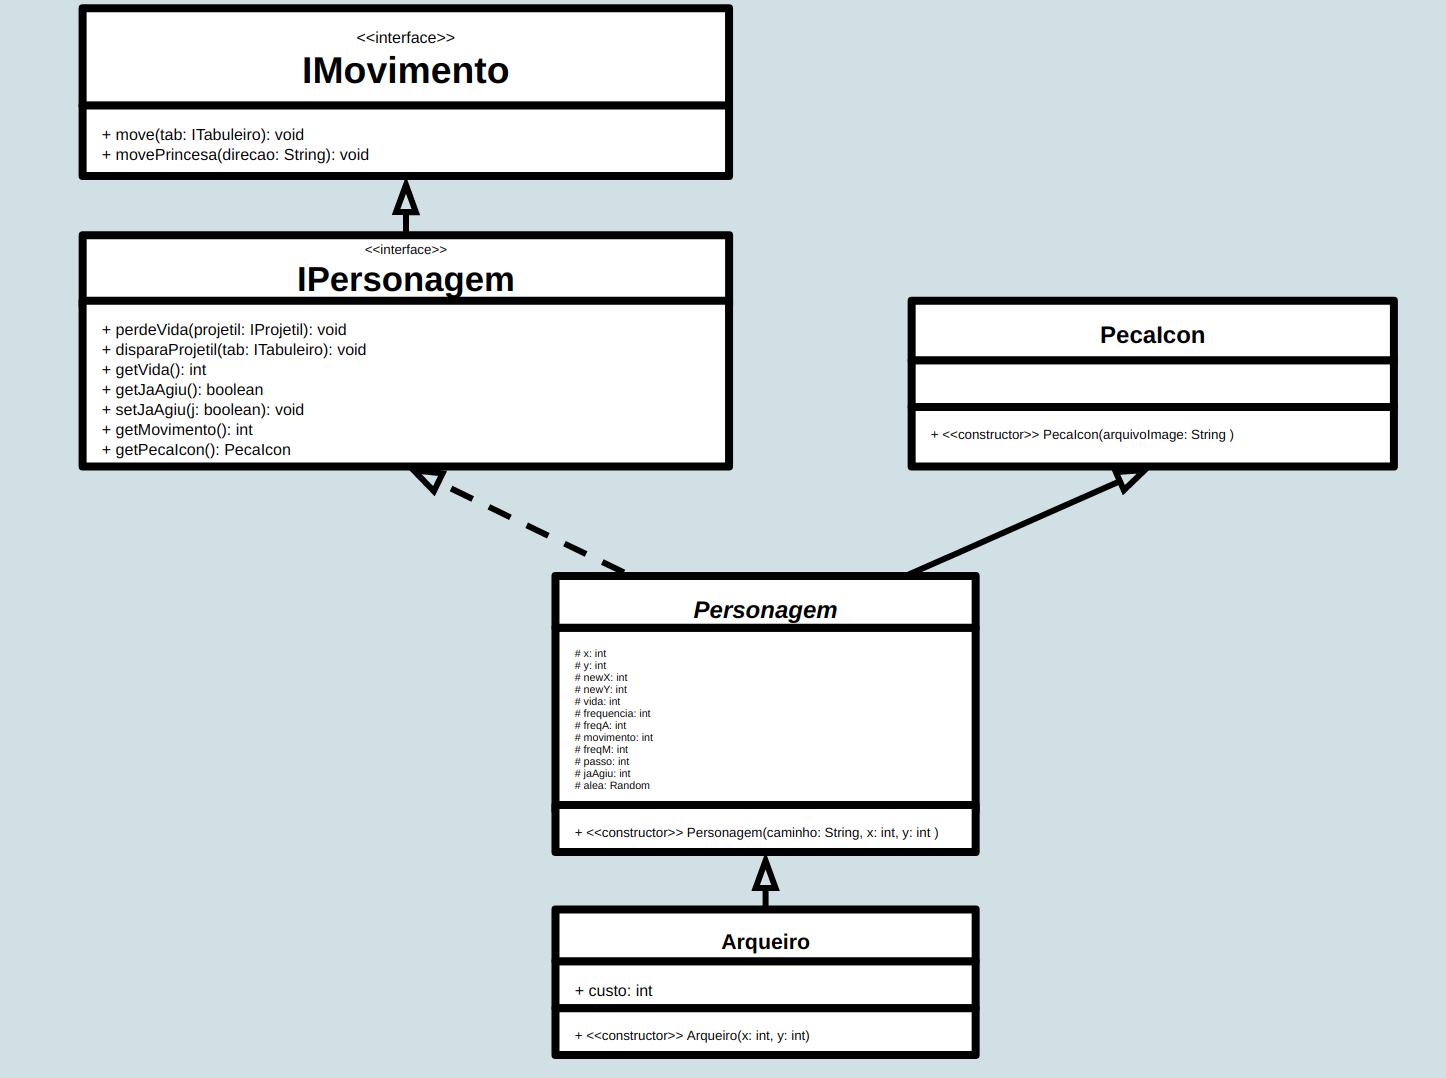 <<interface>>
IMovimento
+ move(tab: ITabuleiro): void
+ movePrincesa(direcao: String): void
<<interface>>
IPersonagem
+ perdeVida(projetil: IProjetil): void
+ disparaProjetil(tab: ITabuleiro): void
+ getVida(): int
+ getJaAgiu(): boolean
+ setJaAgiu(j: boolean): void
+ getMovimento(): int
+ getPecaIcon(): PecaIcon
PecaIcon
+ <<constructor>> PecaIcon(arquivoImage: String )
Personagem
# x: int
# y: int
# newX: int
# newY: int
# vida: int
# frequencia: int
# freqA: int
# movimento: int
# freqM: int
# passo: int
# jaAgiu: int
# alea: Random
+ <<constructor>> Personagem(caminho: String, x: int, y: int )
Arqueiro
+ custo: int
+ <<constructor>> Arqueiro(x: int, y: int)